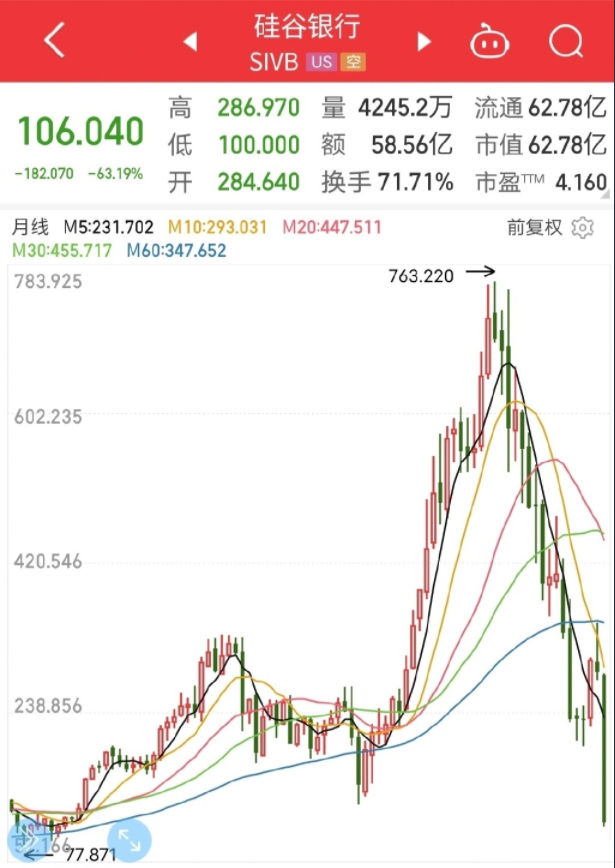 硅谷银行
SIVB US 空
106.040
-182.070 -63.19%
高 286.970 量 4245.2万 流通 62.78亿
低 100.000 额 58.56亿 市值 62.78亿
开 284.640 换手 71.71% 市盈TTM 4.160
月线 M5:231.702 M10:293.031 M20:447.511 前复权
M30:455.717 M60:347.652
783.925
763.220
602.235
420.546
238.856
77.871